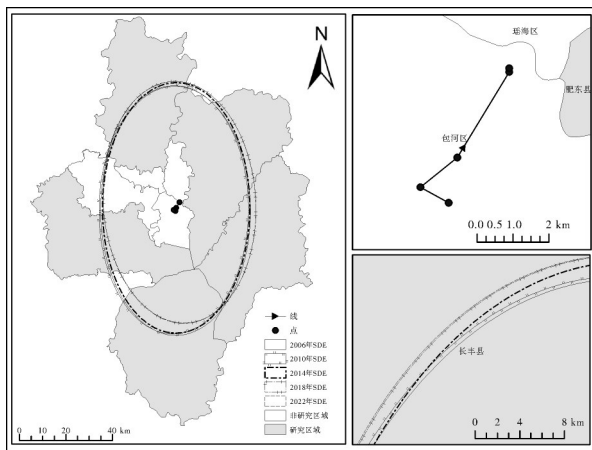 N
线
点
2006年SDE
2010年SDE
2014年SDE
2018年SDE
2022年SDE
非研究区域
研究区域
0 10 20 40 km
瑶海区
肥东县
包河区
0.0 0.5 1.0 2 km
长丰县
0 2 4 8 km